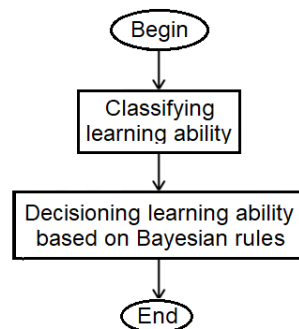 Begin
Classifying
learning ability
Decisioning learning ability
based on Bayesian rules
End